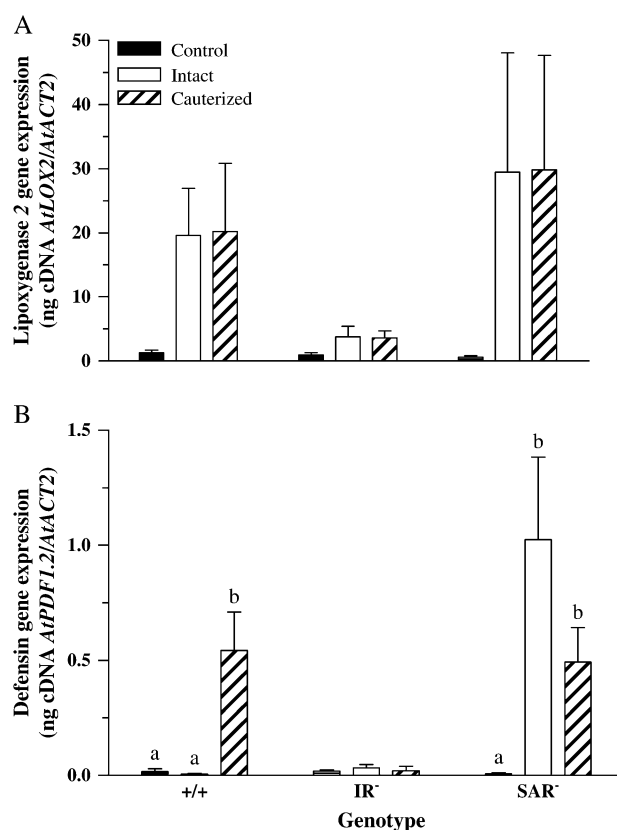 A
Lipoxygenase 2 gene expression
(ng cDNA AtLOX2/AtACT2)
50
40
30
20
10
0
Control
Intact
Cauterized
B
Defensin gene expression
(ng cDNA AtPDF1.2/AtACT2)
1.5
1.0
0.5
0.0
a
a
b
a
b
b
+/+
IR⁻
SAR⁻
Genotype